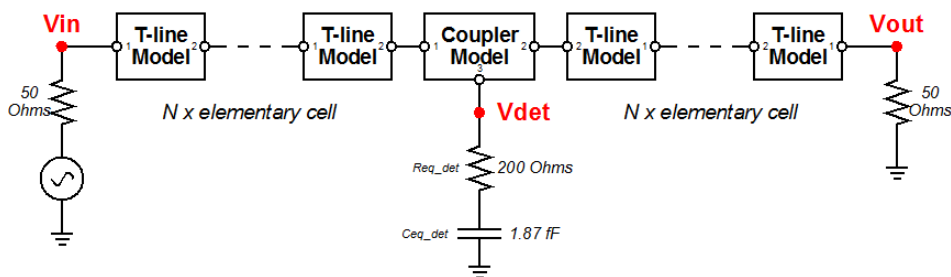 Vin
50
Ohms
1 T-line
Model 2
1 T-line
Model 2
1 Coupler
Model 2
3
2 T-line
Model 1
2 T-line
Model 1
Vout
50
Ohms
N x elementary cell
N x elementary cell
Vdet
Req_det
200 Ohms
Ceq_det
1.87 fF